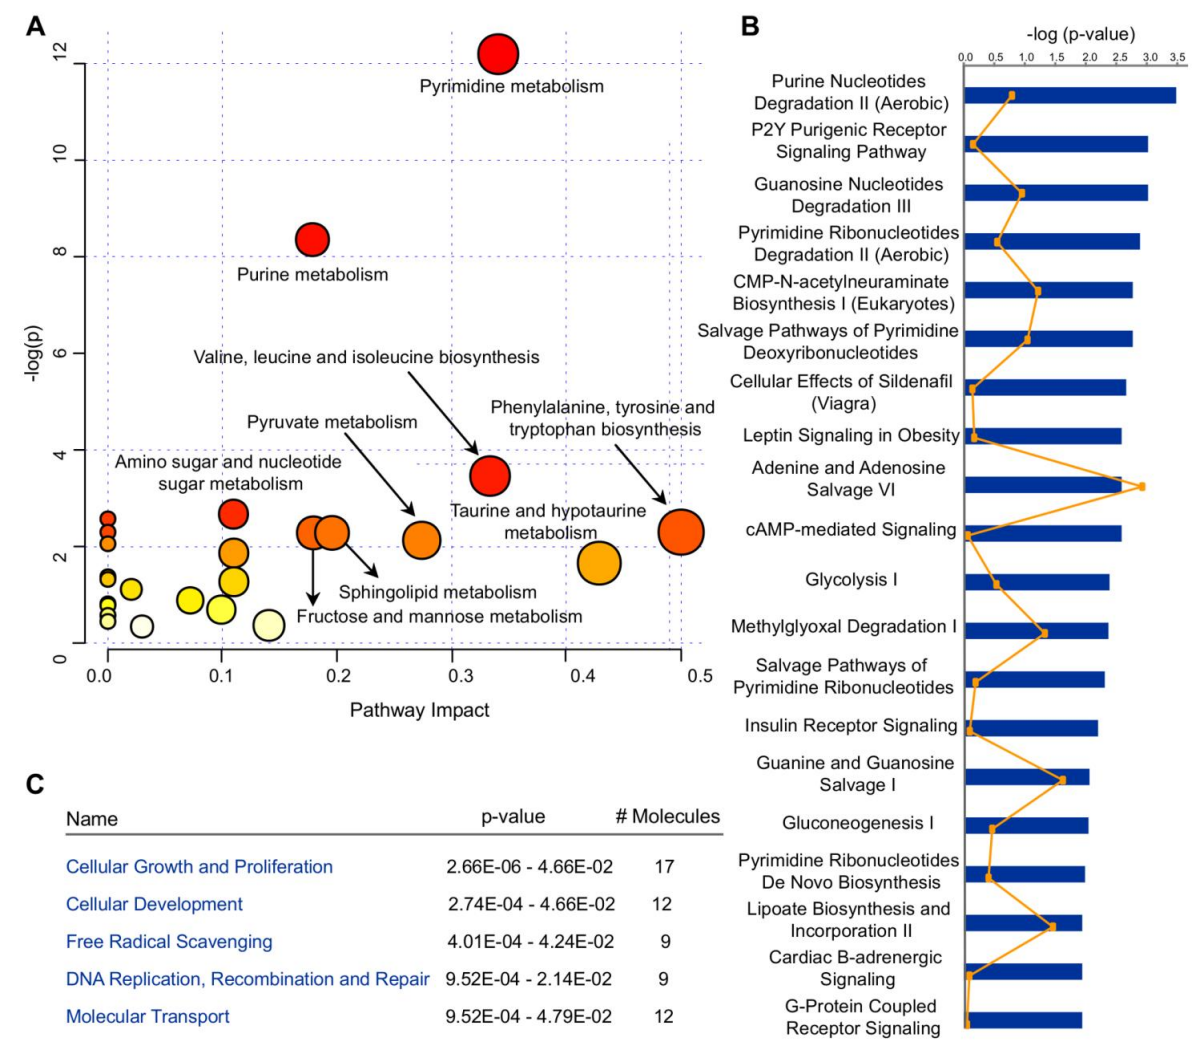 A
12
10
8
6
4
2
0
-log(p)
Pyrimidine metabolism
Purine metabolism
Valine, leucine and isoleucine biosynthesis
Phenylalanine, tyrosine and
tryptophan biosynthesis
Pyruvate metabolism
Amino sugar and nucleotide
sugar metabolism
Taurine and hypotaurine
metabolism
Sphingolipid metabolism
Fructose and mannose metabolism
0.0 0.1 0.2 0.3 0.4 0.5
Pathway Impact
B
-log (p-value)
0.0 0.5 1.0 1.5 2.0 2.5 3.0 3.5
Purine Nucleotides
Degradation II (Aerobic)
P2Y Purigenic Receptor
Signaling Pathway
Guanosine Nucleotides
Degradation III
Pyrimidine Ribonucleotides
Degradation II (Aerobic)
CMP-N-acetylneuraminate
Biosynthesis I (Eukaryotes)
Salvage Pathways of Pyrimidine
Deoxyribonucleotides
Cellular Effects of Sildenafil
(Viagra)
Leptin Signaling in Obesity
Adenine and Adenosine
Salvage VI
cAMP-mediated Signaling
Glycolysis I
Methylglyoxal Degradation I
Salvage Pathways of
Pyrimidine Ribonucleotides
Insulin Receptor Signaling
Guanine and Guanosine
Salvage I
Gluconeogenesis I
Pyrimidine Ribonucleotides
De Novo Biosynthesis
Lipoate Biosynthesis and
Incorporation II
Cardiac B-adrenergic
Signaling
G-Protein Coupled
Receptor Signaling
C
Name p-value # Molecules
Cellular Growth and Proliferation 2.66E-06 - 4.66E-02 17
Cellular Development 2.74E-04 - 4.66E-02 12
Free Radical Scavenging 4.01E-04 - 4.24E-02 9
DNA Replication, Recombination and Repair 9.52E-04 - 2.14E-02 9
Molecular Transport 9.52E-04 - 4.79E-02 12